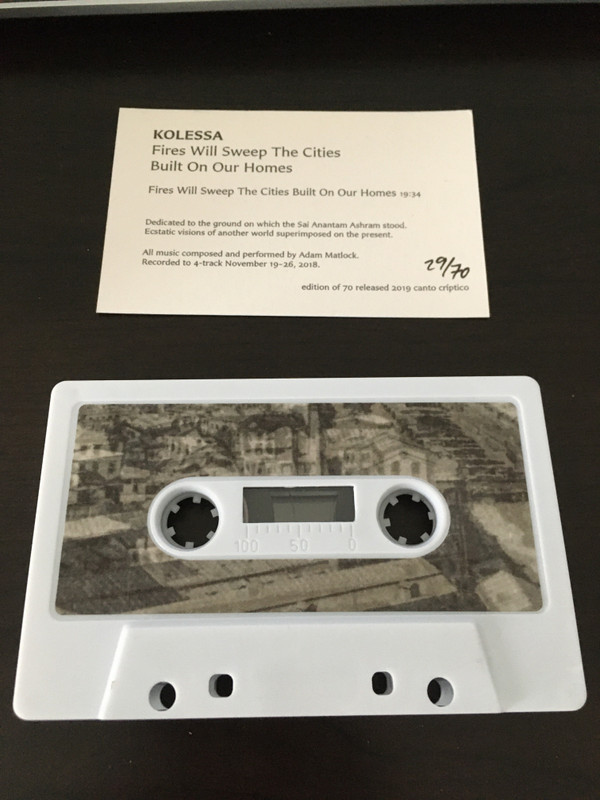 KOLESSA
Fires Will Sweep The Cities
Built On Our Homes
Fires Will Sweep The Cities Built On Our Homes 19:34
Dedicated to the ground on which the Sai Anantam Ashram stood.
Ecstatic visions of another world superimposed on the present.
All music composed and performed by Adam Matlock.
Recorded to 4-track November 19-26, 2018.
29/70
edition of 70 released 2019 canto críptico
100 50 0